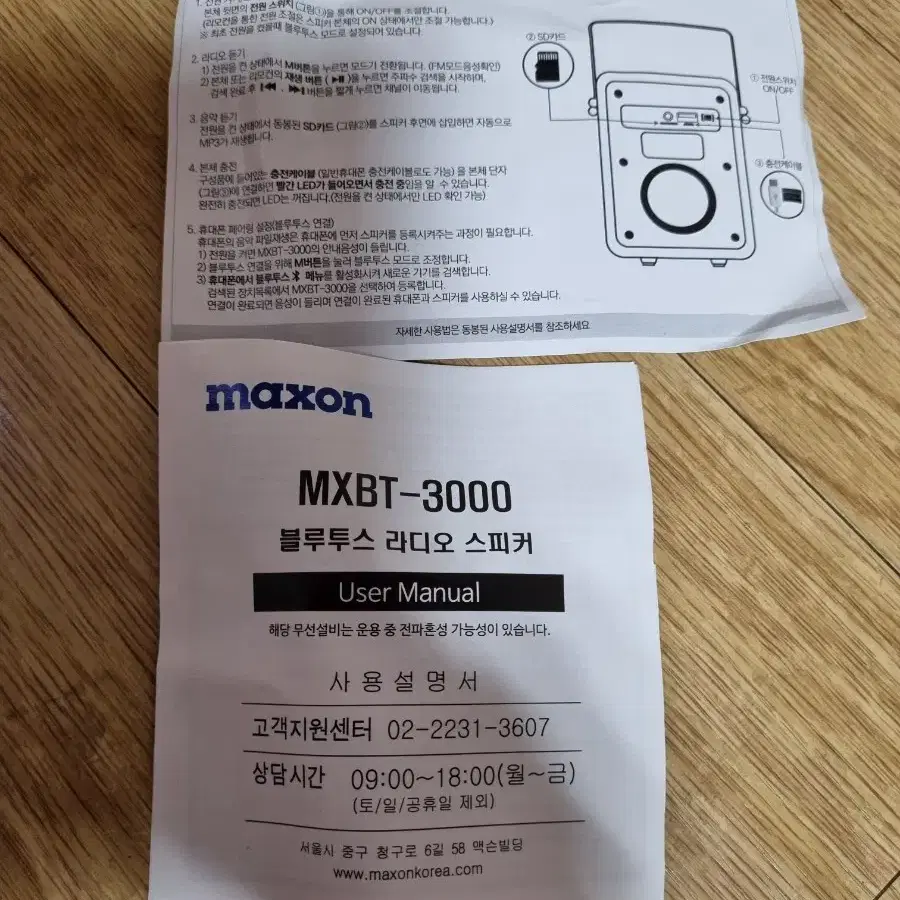 본체 뒷면의 전원 스위치 (그림①)을 통해 ON/OFF를 조절합니다.
(리모컨을 통한 전원 조절은 스피커 본체의 ON 상태에서만 조절 가능합니다.)
※ 최초 전원을 켰을때 블루투스 모드로 설정되어 있습니다.
2. 라디오 듣기
1) 전원을 켠 상태에서 M버튼을 누르면 모드가 전환됩니다. (FM모드음성확인)
2) 본체 또는 리모컨의 재생 버튼 (▶ll)을 누르면 주파수 검색을 시작하며,
검색 완료 후 l◀◀ , ▶▶l 버튼을 짧게 누르면 채널이 이동됩니다.
3. 음악 듣기
전원을 켠 상태에서 동봉된 SD카드 (그림②)를 스피커 후면에 삽입하면 자동으로
MP3가 재생됩니다.
4. 본체 충전
구성품에 들어있는 충전케이블 (일반휴대폰 충전케이블로도 가능) 을 본체 단자
(그림③)에 연결하면 빨간 LED가 들어오면서 충전 중임을 알 수 있습니다.
완전히 충전되면 LED는 꺼집니다.(전원을 켠 상태에서만 LED 확인 가능)
5. 휴대폰 페어링 설정(블루투스 연결)
휴대폰의 음악 파일재생은 휴대폰에 먼저 스피커를 등록시켜주는 과정이 필요합니다.
1) 전원을 켜면 MXBT-3000의 안내음성이 들립니다.
2) 블루투스 연결을 위해 M버튼을 눌러 블루투스 모드로 조정합니다.
3) 휴대폰에서 블루투스 메뉴를 활성화시켜 새로운 기기를 검색합니다.
검색된 장치목록에서 MXBT-3000을 선택하여 등록합니다.
연결이 완료되면 음성이 들리며 연결이 완료된 휴대폰과 스피커를 사용하실 수 있습니다.
② SD카드
① 전원스위치
ON/OFF
③ 충전케이블
자세한 사용법은 동봉된 사용설명서를 참조하세요
maxon
MXBT-3000
블루투스 라디오 스피커
User Manual
해당 무선설비는 운용 중 전파혼성 가능성이 있습니다.
사용설명서
고객지원센터 02-2231-3607
상담시간 09:00~18:00(월~금)
(토/일/공휴일 제외)
서울시 중구 청구로 6길 58 맥슨빌딩
www.maxonkorea.com